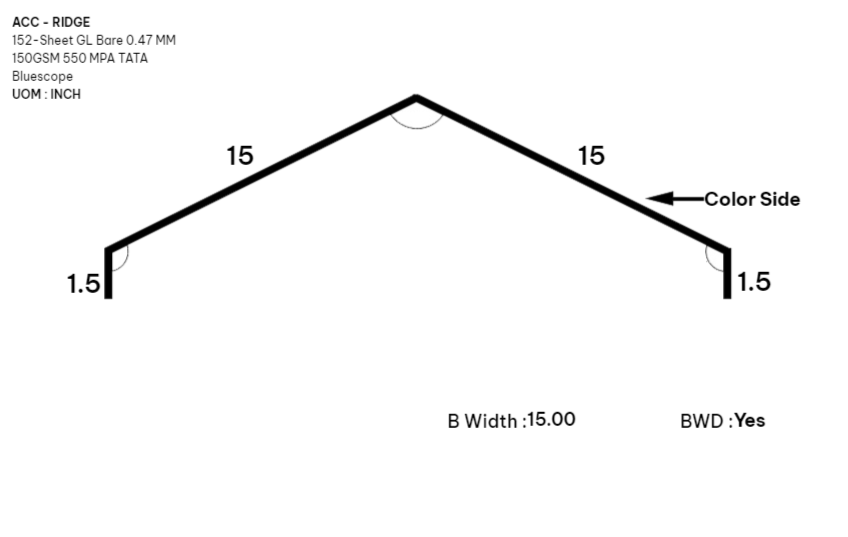 ACC - RIDGE
152-Sheet GL Bare 0.47 MM
150GSM 550 MPA TATA
Bluescope
UOM : INCH
15
15
Color Side
1.5
1.5
B Width :15.00
BWD :Yes